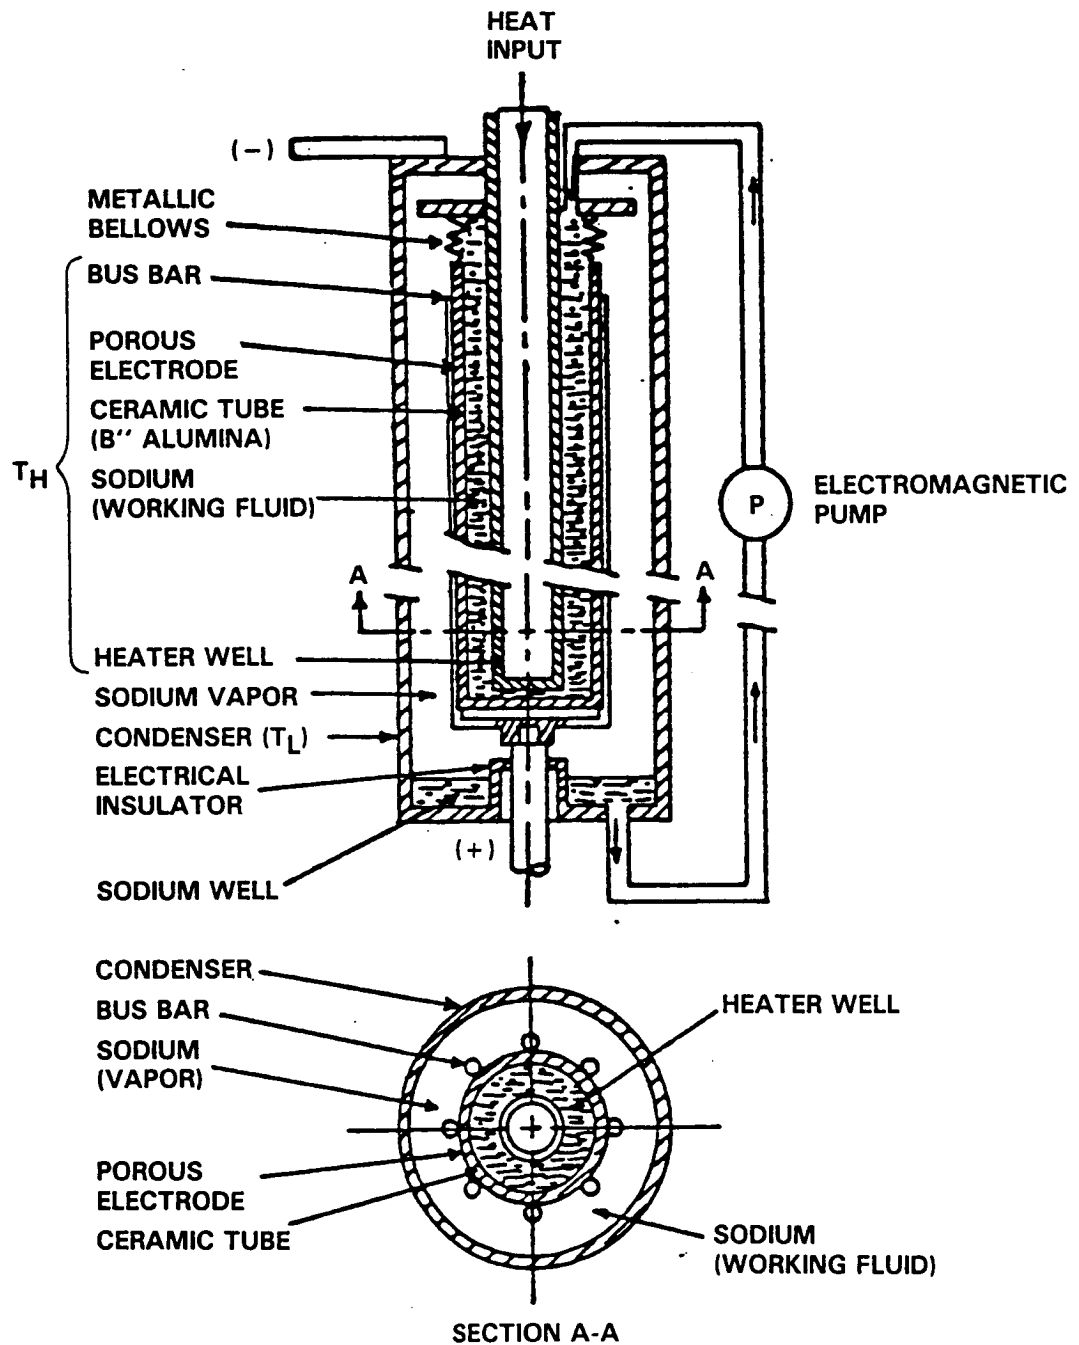 HEAT
INPUT
(-)
METALLIC
BELLOWS
BUS BAR
POROUS
ELECTRODE
CERAMIC TUBE
(B'' ALUMINA)
TH
SODIUM
(WORKING FLUID)
P
ELECTROMAGNETIC
PUMP
A
A
HEATER WELL
SODIUM VAPOR
CONDENSER (TL)
ELECTRICAL
INSULATOR
(+)
SODIUM WELL
CONDENSER
BUS BAR
HEATER WELL
SODIUM
(VAPOR)
POROUS
ELECTRODE
CERAMIC TUBE
SODIUM
(WORKING FLUID)
SECTION A-A